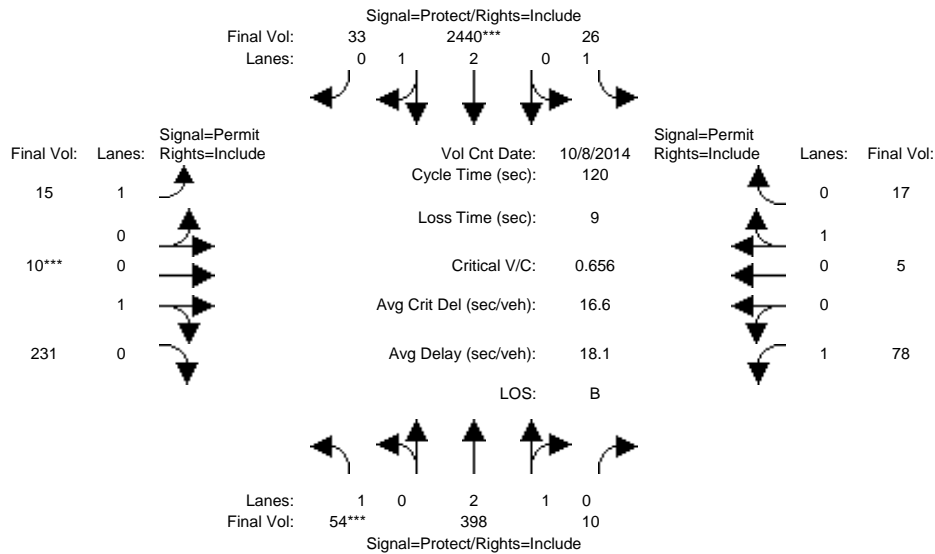 Signal=Protect/Rights=Include
Final Vol: 33 2440*** 26
Lanes: 0 1 2 0 1
Signal=Permit Signal=Permit
Final Vol: Lanes: Rights=Include Vol Cnt Date: 10/8/2014 Rights=Include Lanes: Final Vol:
Cycle Time (sec): 120
15 1 0 17
Loss Time (sec): 9
0 1
10*** 0 Critical V/C: 0.656 0 5
1 Avg Crit Del (sec/veh): 16.6 0
231 0 Avg Delay (sec/veh): 18.1 1 78
LOS: B
Lanes: 1 0 2 1 0
Final Vol: 54*** 398 10
Signal=Protect/Rights=Include